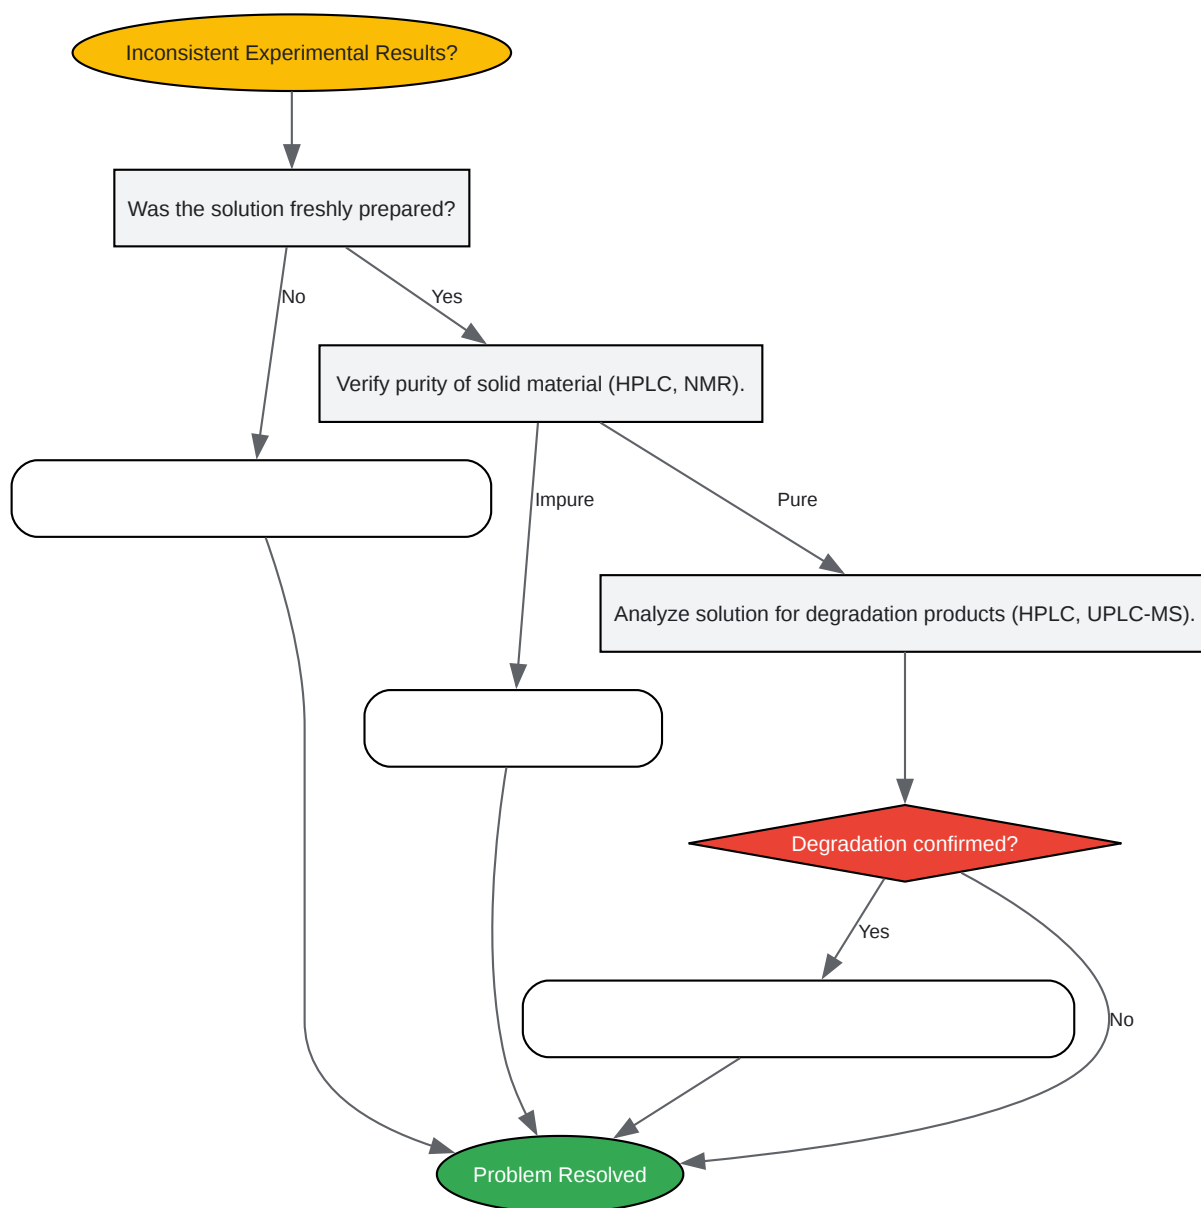 Inconsistent Experimental Results?
Was the solution freshly prepared?
No
Yes
Verify purity of solid material (HPLC, NMR).
Impure
Pure
Analyze solution for degradation products (HPLC, UPLC-MS).
Degradation confirmed?
Yes
No
Problem Resolved